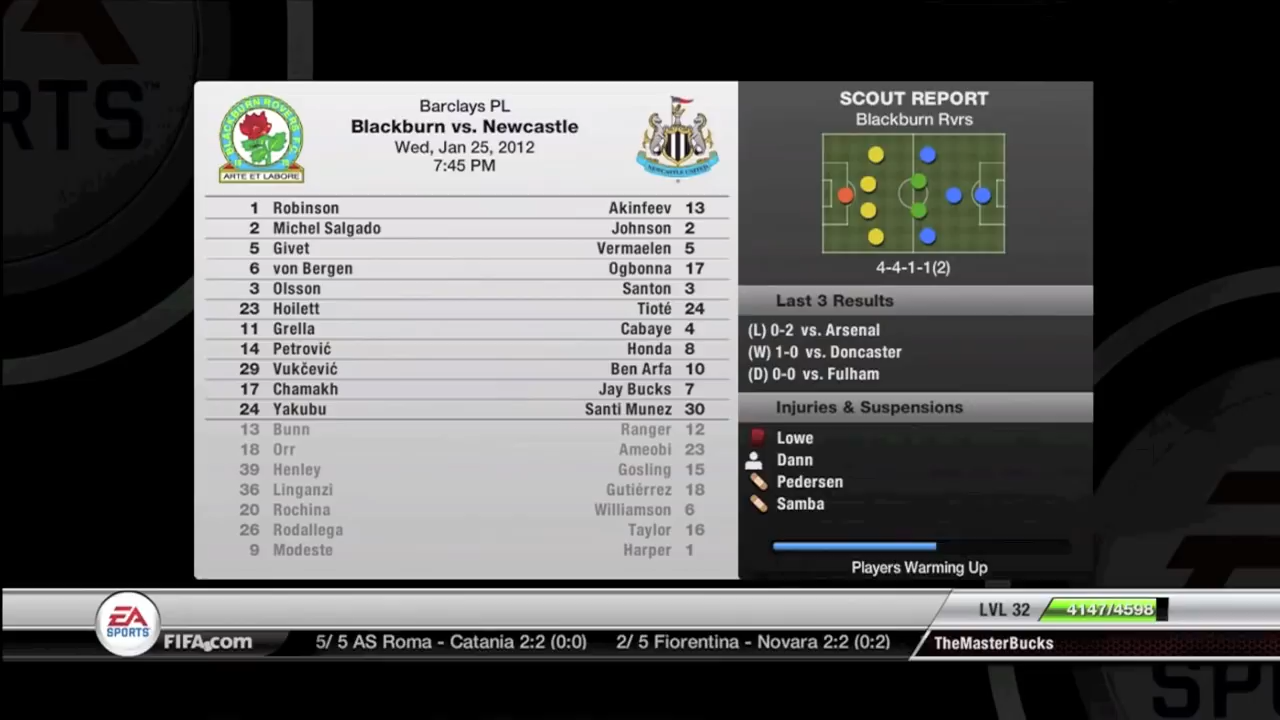 Barclays PL
Blackburn vs. Newcastle
Wed, Jan 25, 2012
7:45 PM
BLACKBURN ROVERS F.C.
ARTE ET LABORE
NEWCASTLE UNITED
1 Robinson Akinfeev 13
2 Michel Salgado Johnson 2
5 Givet Vermaelen 5
6 von Bergen Ogbonna 17
3 Olsson Santon 3
23 Hoilett Tioté 24
11 Grella Cabaye 4
14 Petrović Honda 8
29 Vukčević Ben Arfa 10
17 Chamakh Jay Bucks 7
24 Yakubu Santi Munez 30
13 Bunn Ranger 12
18 Orr Ameobi 23
39 Henley Gosling 15
36 Linganzi Gutiérrez 18
20 Rochina Williamson 6
26 Rodallega Taylor 16
9 Modeste Harper 1
SCOUT REPORT
Blackburn Rvrs
4-4-1-1(2)
Last 3 Results
(L) 0-2 vs. Arsenal
(W) 1-0 vs. Doncaster
(D) 0-0 vs. Fulham
Injuries & Suspensions
Lowe
Dann
Pedersen
Samba
Players Warming Up
LVL 32 4147/4598
EA SPORTS
FIFA.com 5/ 5 AS Roma - Catania 2:2 (0:0) 2/ 5 Fiorentina - Novara 2:2 (0:2) TheMasterBucks